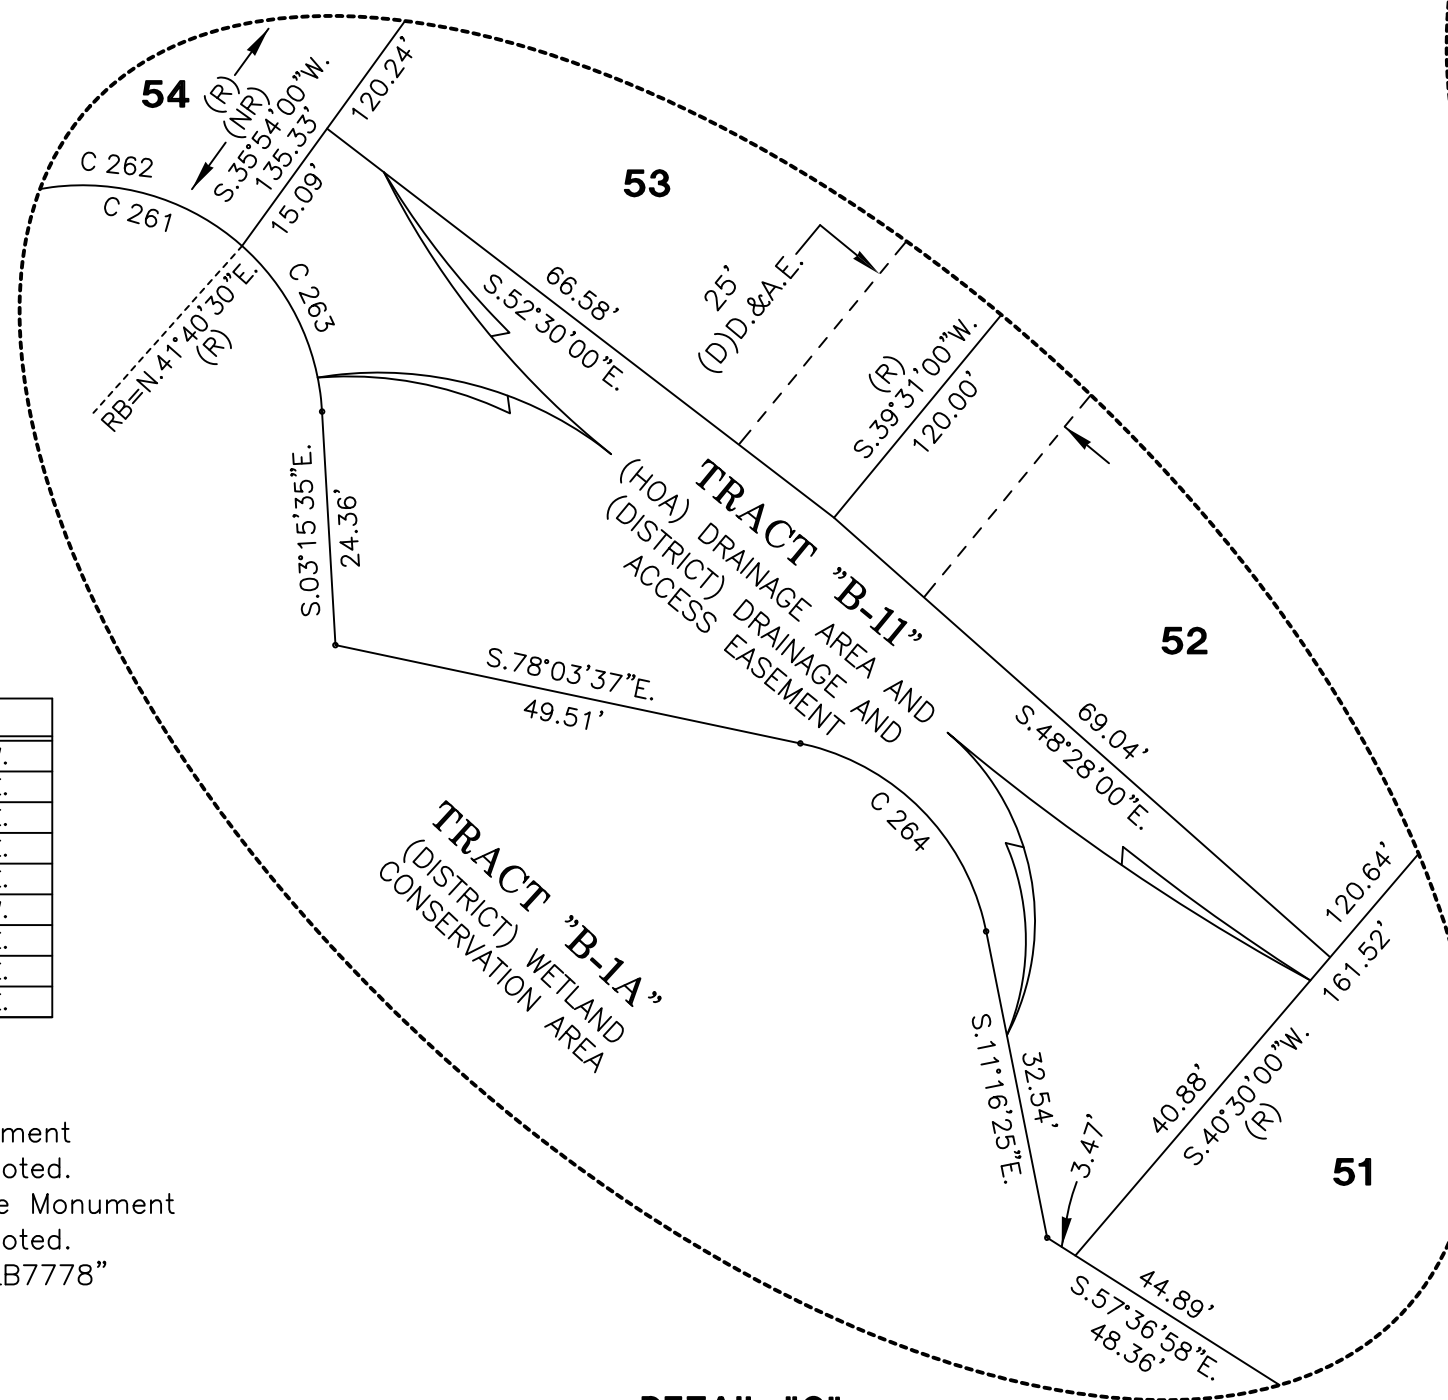 54
(R)
(NR)
S.35°54'00"W.
135.33'
120.24'
15.09'
C 262
C 261
RB=N.41°40'30"E.
(R)
C 263
53
66.58'
S.52°30'00"E.
25'
(D)D.&A.E.
(R)
S.39°31'00"W.
120.00'
S.03°15'35"E.
24.36'
TRACT "B-11"
(HOA) DRAINAGE AREA AND
(DISTRICT) DRAINAGE AND
ACCESS EASEMENT
52
S.78°03'37"E.
49.51'
69.04'
S.48°28'00"E.
C 264
TRACT "B-1A"
(DISTRICT) WETLAND
CONSERVATION AREA
120.64'
161.52'
40.88'
S.40°30'00"W.
(R)
S.11°16'25"E.
32.54'
3.47'
51
44.89'
S.57°36'58"E.
48.36'
ment
oted.
e Monument
oted.
LB7778"